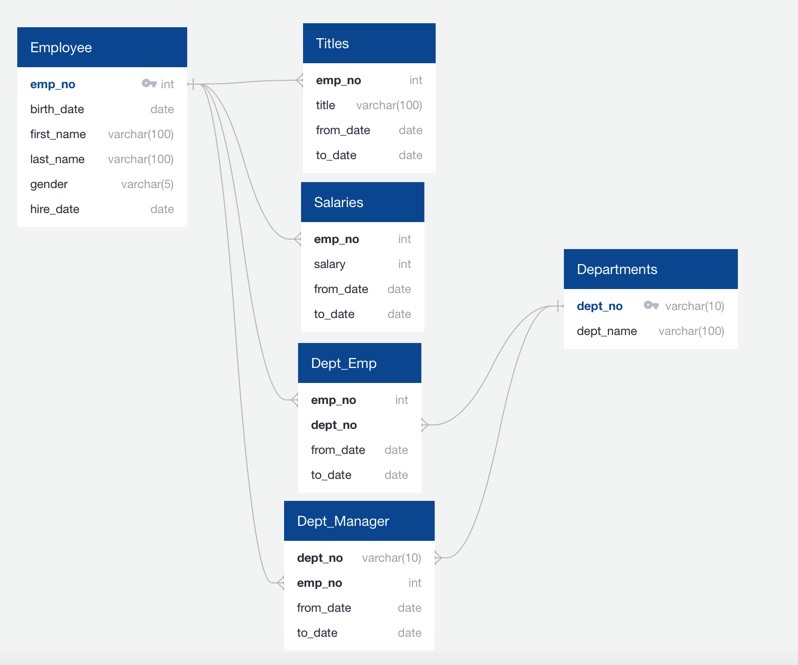 Employee
emp_no int
birth_date date
first_name varchar(100)
last_name varchar(100)
gender varchar(5)
hire_date date
Titles
emp_no int
title varchar(100)
from_date date
to_date date
Salaries
emp_no int
salary int
from_date date
to_date date
Dept_Emp
emp_no int
dept_no
from_date date
to_date date
Dept_Manager
dept_no varchar(10)
emp_no int
from_date date
to_date date
Departments
dept_no varchar(10)
dept_name varchar(100)